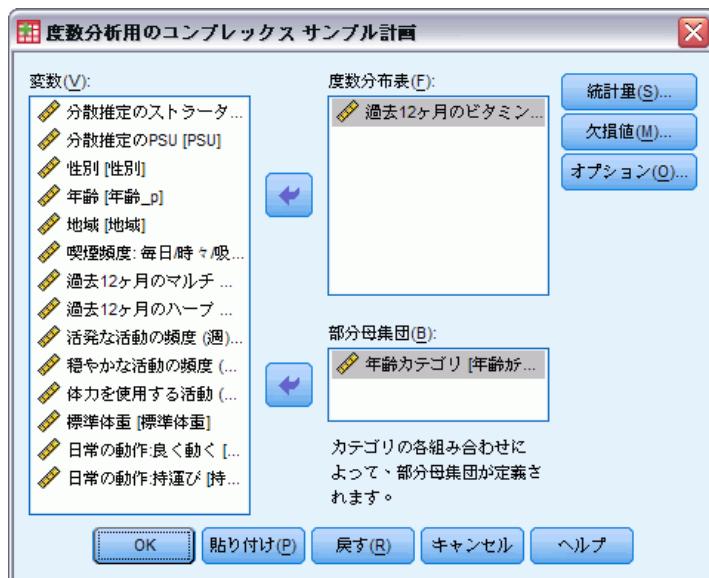 度数分析用のコンプレックス サンプル計画
変数(V):
分散推定のストラータ...
分散推定のPSU [PSU]
性別 [性別]
年齢 [年齢_p]
地域 [地域]
喫煙頻度: 毎日/時々/吸...
過去12ヶ月のマルチ ...
過去12ヶ月のハーブ ...
活発な活動の頻度 (週)...
穏やかな活動の頻度 (...
体力を使用する活動 (...
標準体重 [標準体重]
日常の動作:良く動く [...
日常の動作:持運び [持...
度数分布表(F):
過去12ヶ月のビタミン...
部分母集団(B):
年齢カテゴリ [年齢カテ...
カテゴリの各組み合わせに
よって、部分母集団が定義さ
れます。
統計量(S)...
欠損値(M)...
オプション(O)...
OK
貼り付け(P)
戻す(R)
キャンセル
ヘルプ